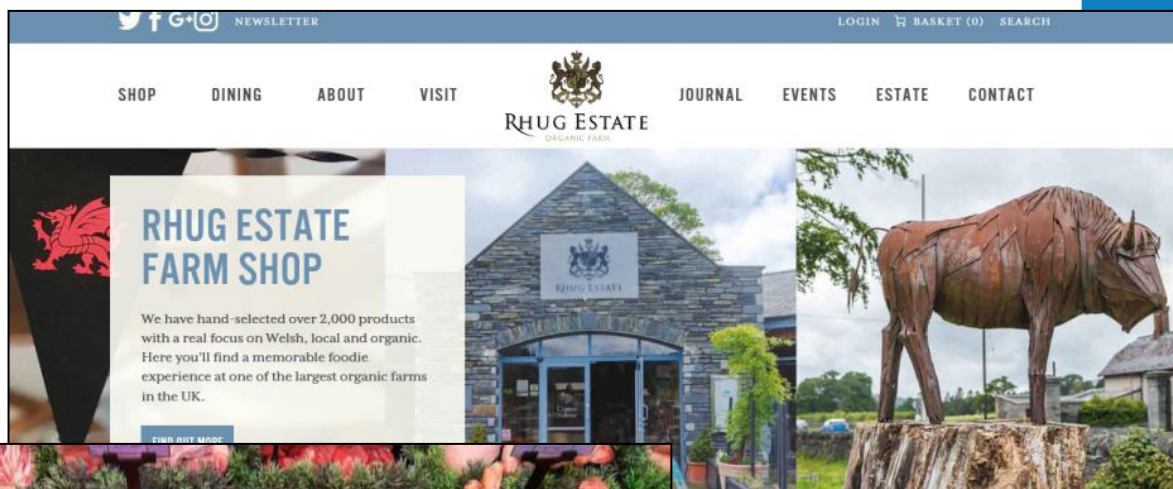 NEWSLETTER
LOGIN BASKET (0) SEARCH
SHOP DINING ABOUT VISIT JOURNAL EVENTS ESTATE CONTACT
RHUG ESTATE
ORGANIC FARM
RHUG ESTATE
FARM SHOP
We have hand-selected over 2,000 products
with a real focus on Welsh, local and organic.
Here you'll find a memorable foodie
experience at one of the largest organic farms
in the UK.
FIND OUT MORE
RHUG ESTATE